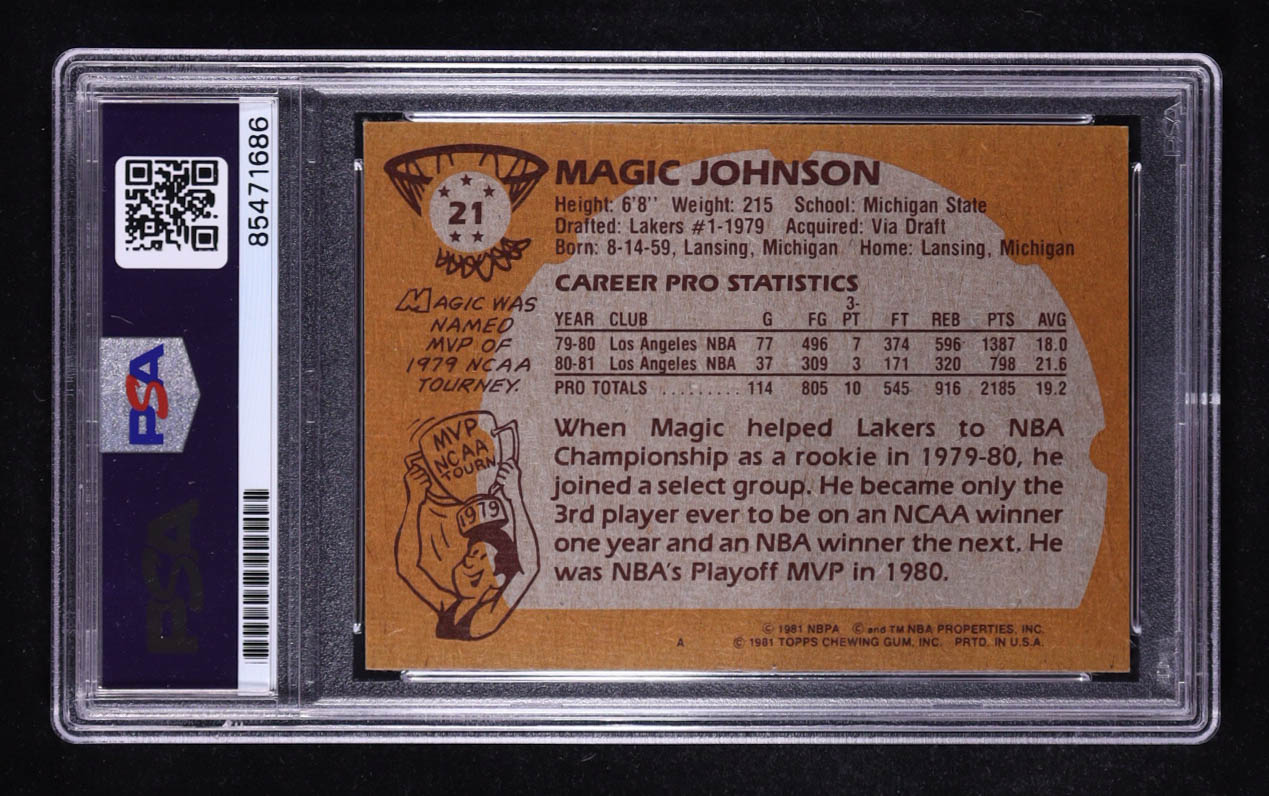 85471686
PSA
PSA
21
MAGIC JOHNSON
Height: 6'8'' Weight: 215 School: Michigan State
Drafted: Lakers #1-1979 Acquired: Via Draft
Born: 8-14-59, Lansing, Michigan Home: Lansing, Michigan
MAGIC WAS
NAMED
MVP OF
1979 NCAA
TOURNEY.
MVP
NCAA
TOURN
1979
CAREER PRO STATISTICS
YEAR CLUB G FG 3-PT FT REB PTS AVG
79-80 Los Angeles NBA 77 496 7 374 596 1387 18.0
80-81 Los Angeles NBA 37 309 3 171 320 798 21.6
PRO TOTALS ......... 114 805 10 545 916 2185 19.2
When Magic helped Lakers to NBA
Championship as a rookie in 1979-80, he
joined a select group. He became only the
3rd player ever to be on an NCAA winner
one year and an NBA winner the next. He
was NBA's Playoff MVP in 1980.
© 1981 NBPA © and TM NBA PROPERTIES, INC.
A © 1981 TOPPS CHEWING GUM, INC. PRTD. IN U.S.A.
PSA